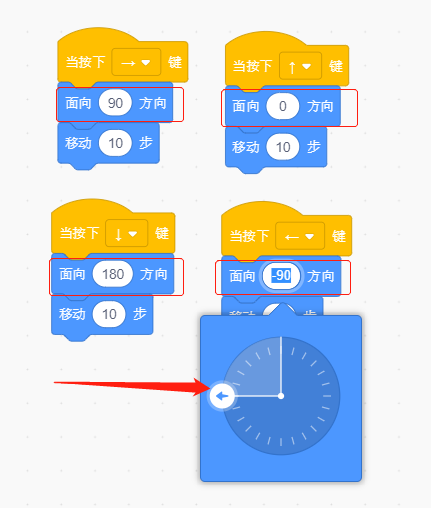 当按下 → 键
面向 90 方向
移动 10 步
当按下 ↑ 键
面向 0 方向
移动 10 步
当按下 ↓ 键
面向 180 方向
移动 10 步
当按下 ← 键
面向 -90 方向
移动 步